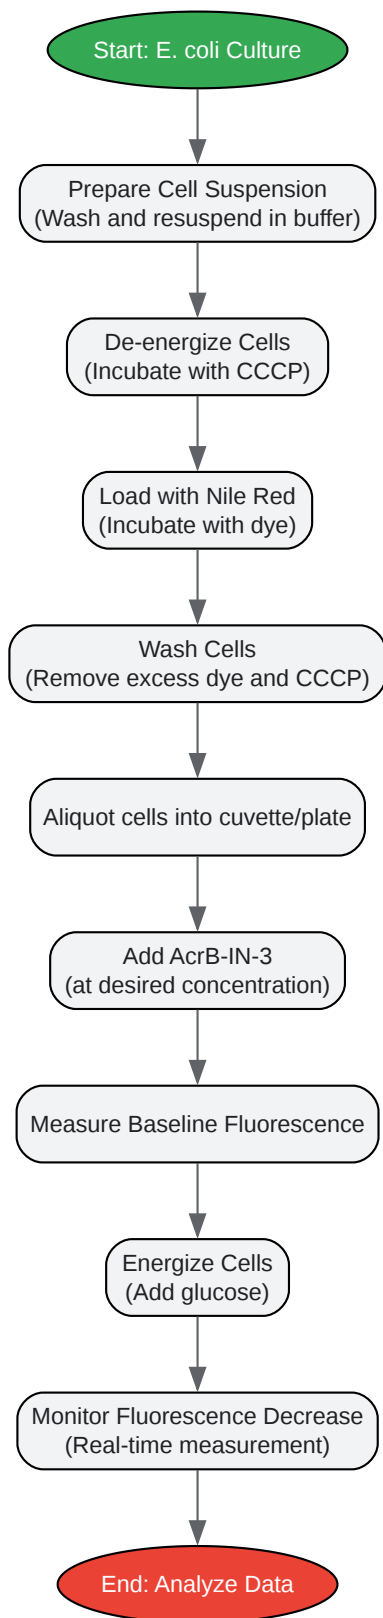 Start: E. coli Culture
Prepare Cell Suspension
(Wash and resuspend in buffer)
De-energize Cells
(Incubate with CCCP)
Load with Nile Red
(Incubate with dye)
Wash Cells
(Remove excess dye and CCCP)
Aliquot cells into cuvette/plate
Add AcrB-IN-3
(at desired concentration)
Measure Baseline Fluorescence
Energize Cells
(Add glucose)
Monitor Fluorescence Decrease
(Real-time measurement)
End: Analyze Data